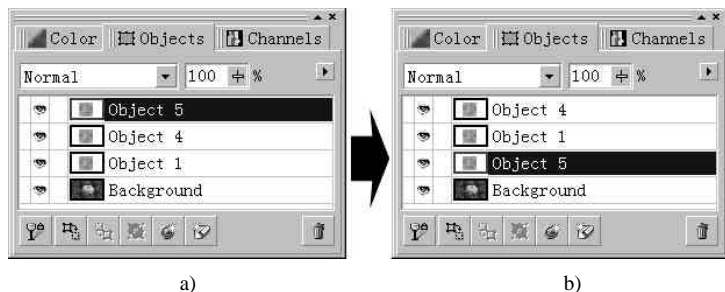 Color Objects Channels
Normal 100 %
Object 5
Object 4
Object 1
Background
a)
Color Objects Channels
Normal 100 %
Object 4
Object 1
Object 5
Background
b)